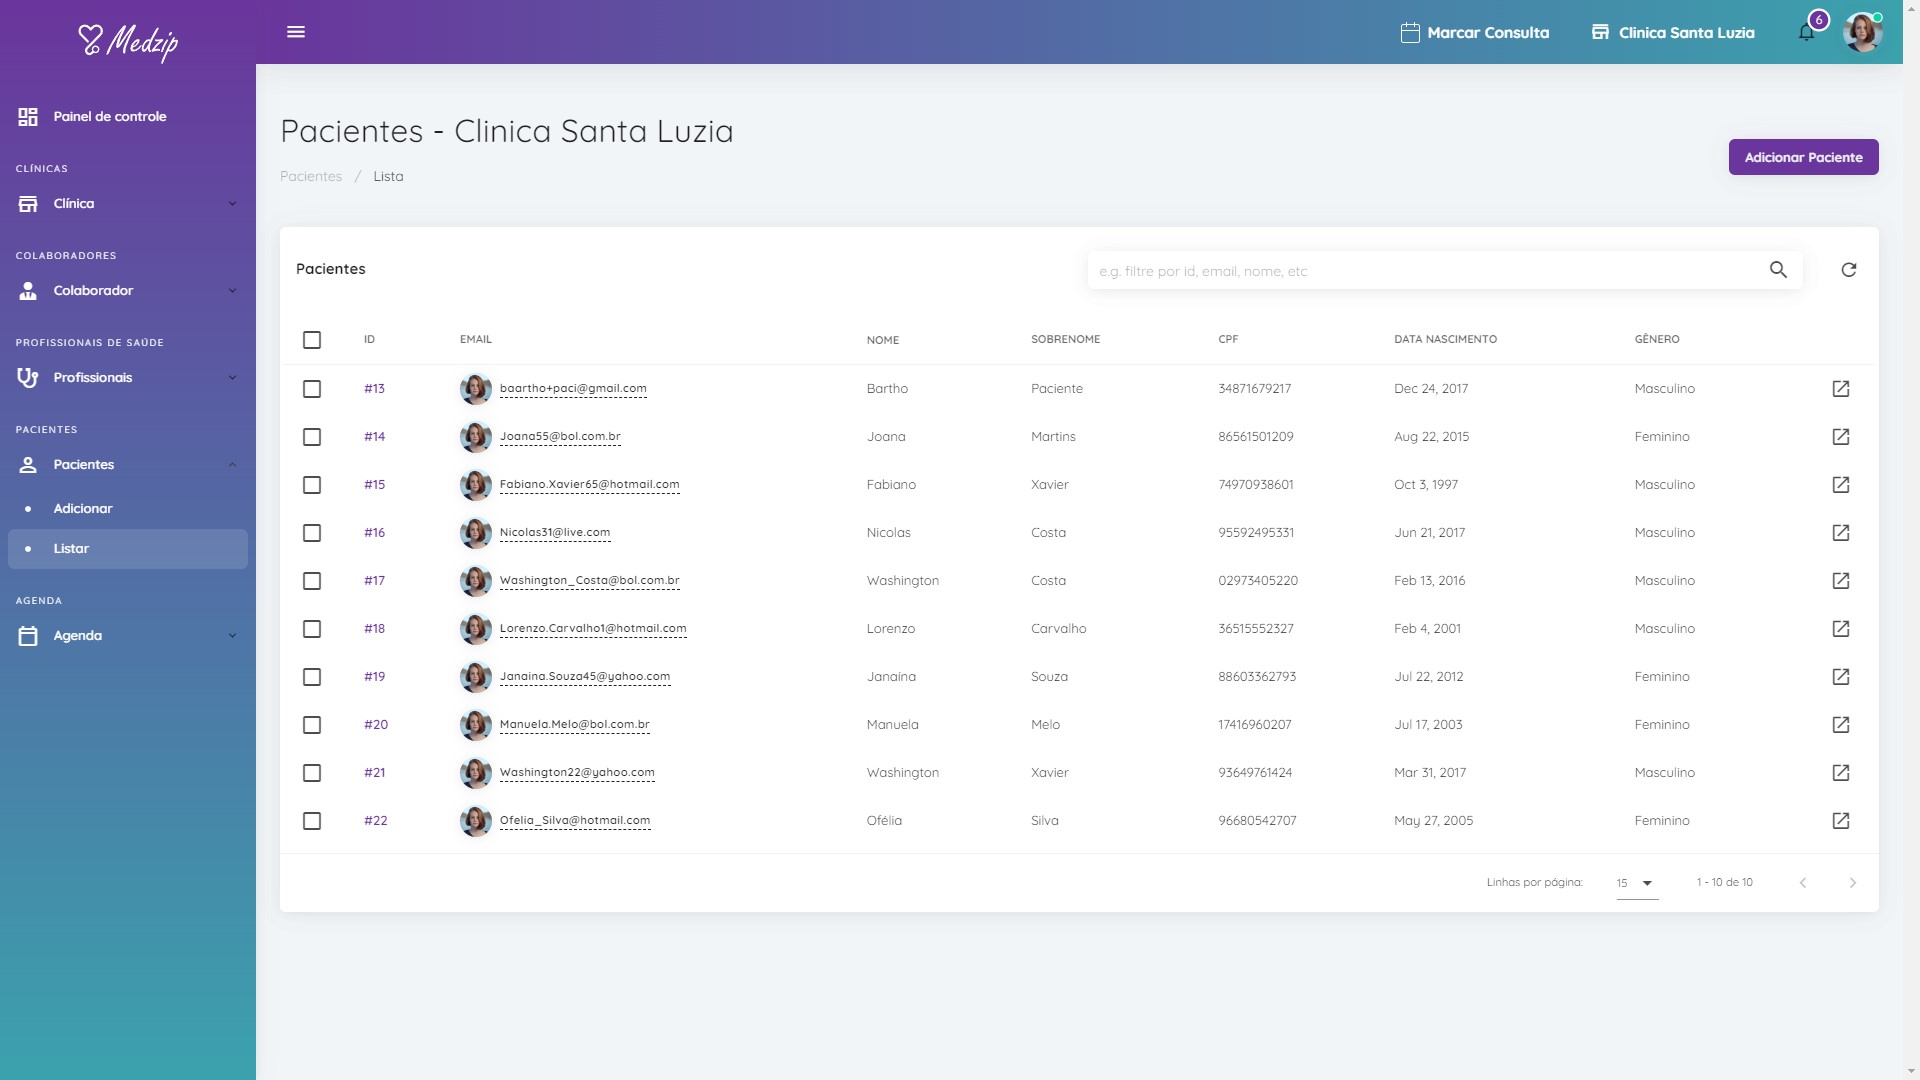 Medzip
Marcar Consulta
Clinica Santa Luzia
6
Painel de controle
CLÍNICAS
Clínica
COLABORADORES
Colaborador
PROFISSIONAIS DE SAÚDE
Profissionais
PACIENTES
Pacientes
Adicionar
Listar
AGENDA
Agenda
Pacientes - Clinica Santa Luzia
Pacientes / Lista
Adicionar Paciente
Pacientes
e.g. filtre por id, email, nome, etc
ID EMAIL NOME SOBRENOME CPF DATA NASCIMENTO GÊNERO
#13 baartho+paci@gmail.com Bartho Paciente 34871679217 Dec 24, 2017 Masculino
#14 Joana55@bol.com.br Joana Martins 86561501209 Aug 22, 2015 Feminino
#15 Fabiano.Xavier65@hotmail.com Fabiano Xavier 74970938601 Oct 3, 1997 Masculino
#16 Nicolas31@live.com Nicolas Costa 95592495331 Jun 21, 2017 Masculino
#17 Washington_Costa@bol.com.br Washington Costa 02973405220 Feb 13, 2016 Masculino
#18 Lorenzo.Carvalho1@hotmail.com Lorenzo Carvalho 36515552327 Feb 4, 2001 Masculino
#19 Janaina.Souza45@yahoo.com Janaína Souza 88603362793 Jul 22, 2012 Feminino
#20 Manuela.Melo@bol.com.br Manuela Melo 17416960207 Jul 17, 2003 Feminino
#21 Washington22@yahoo.com Washington Xavier 93649761424 Mar 31, 2017 Masculino
#22 Ofelia_Silva@hotmail.com Ofélia Silva 96680542707 May 27, 2005 Feminino
Linhas por página: 15 1 - 10 de 10